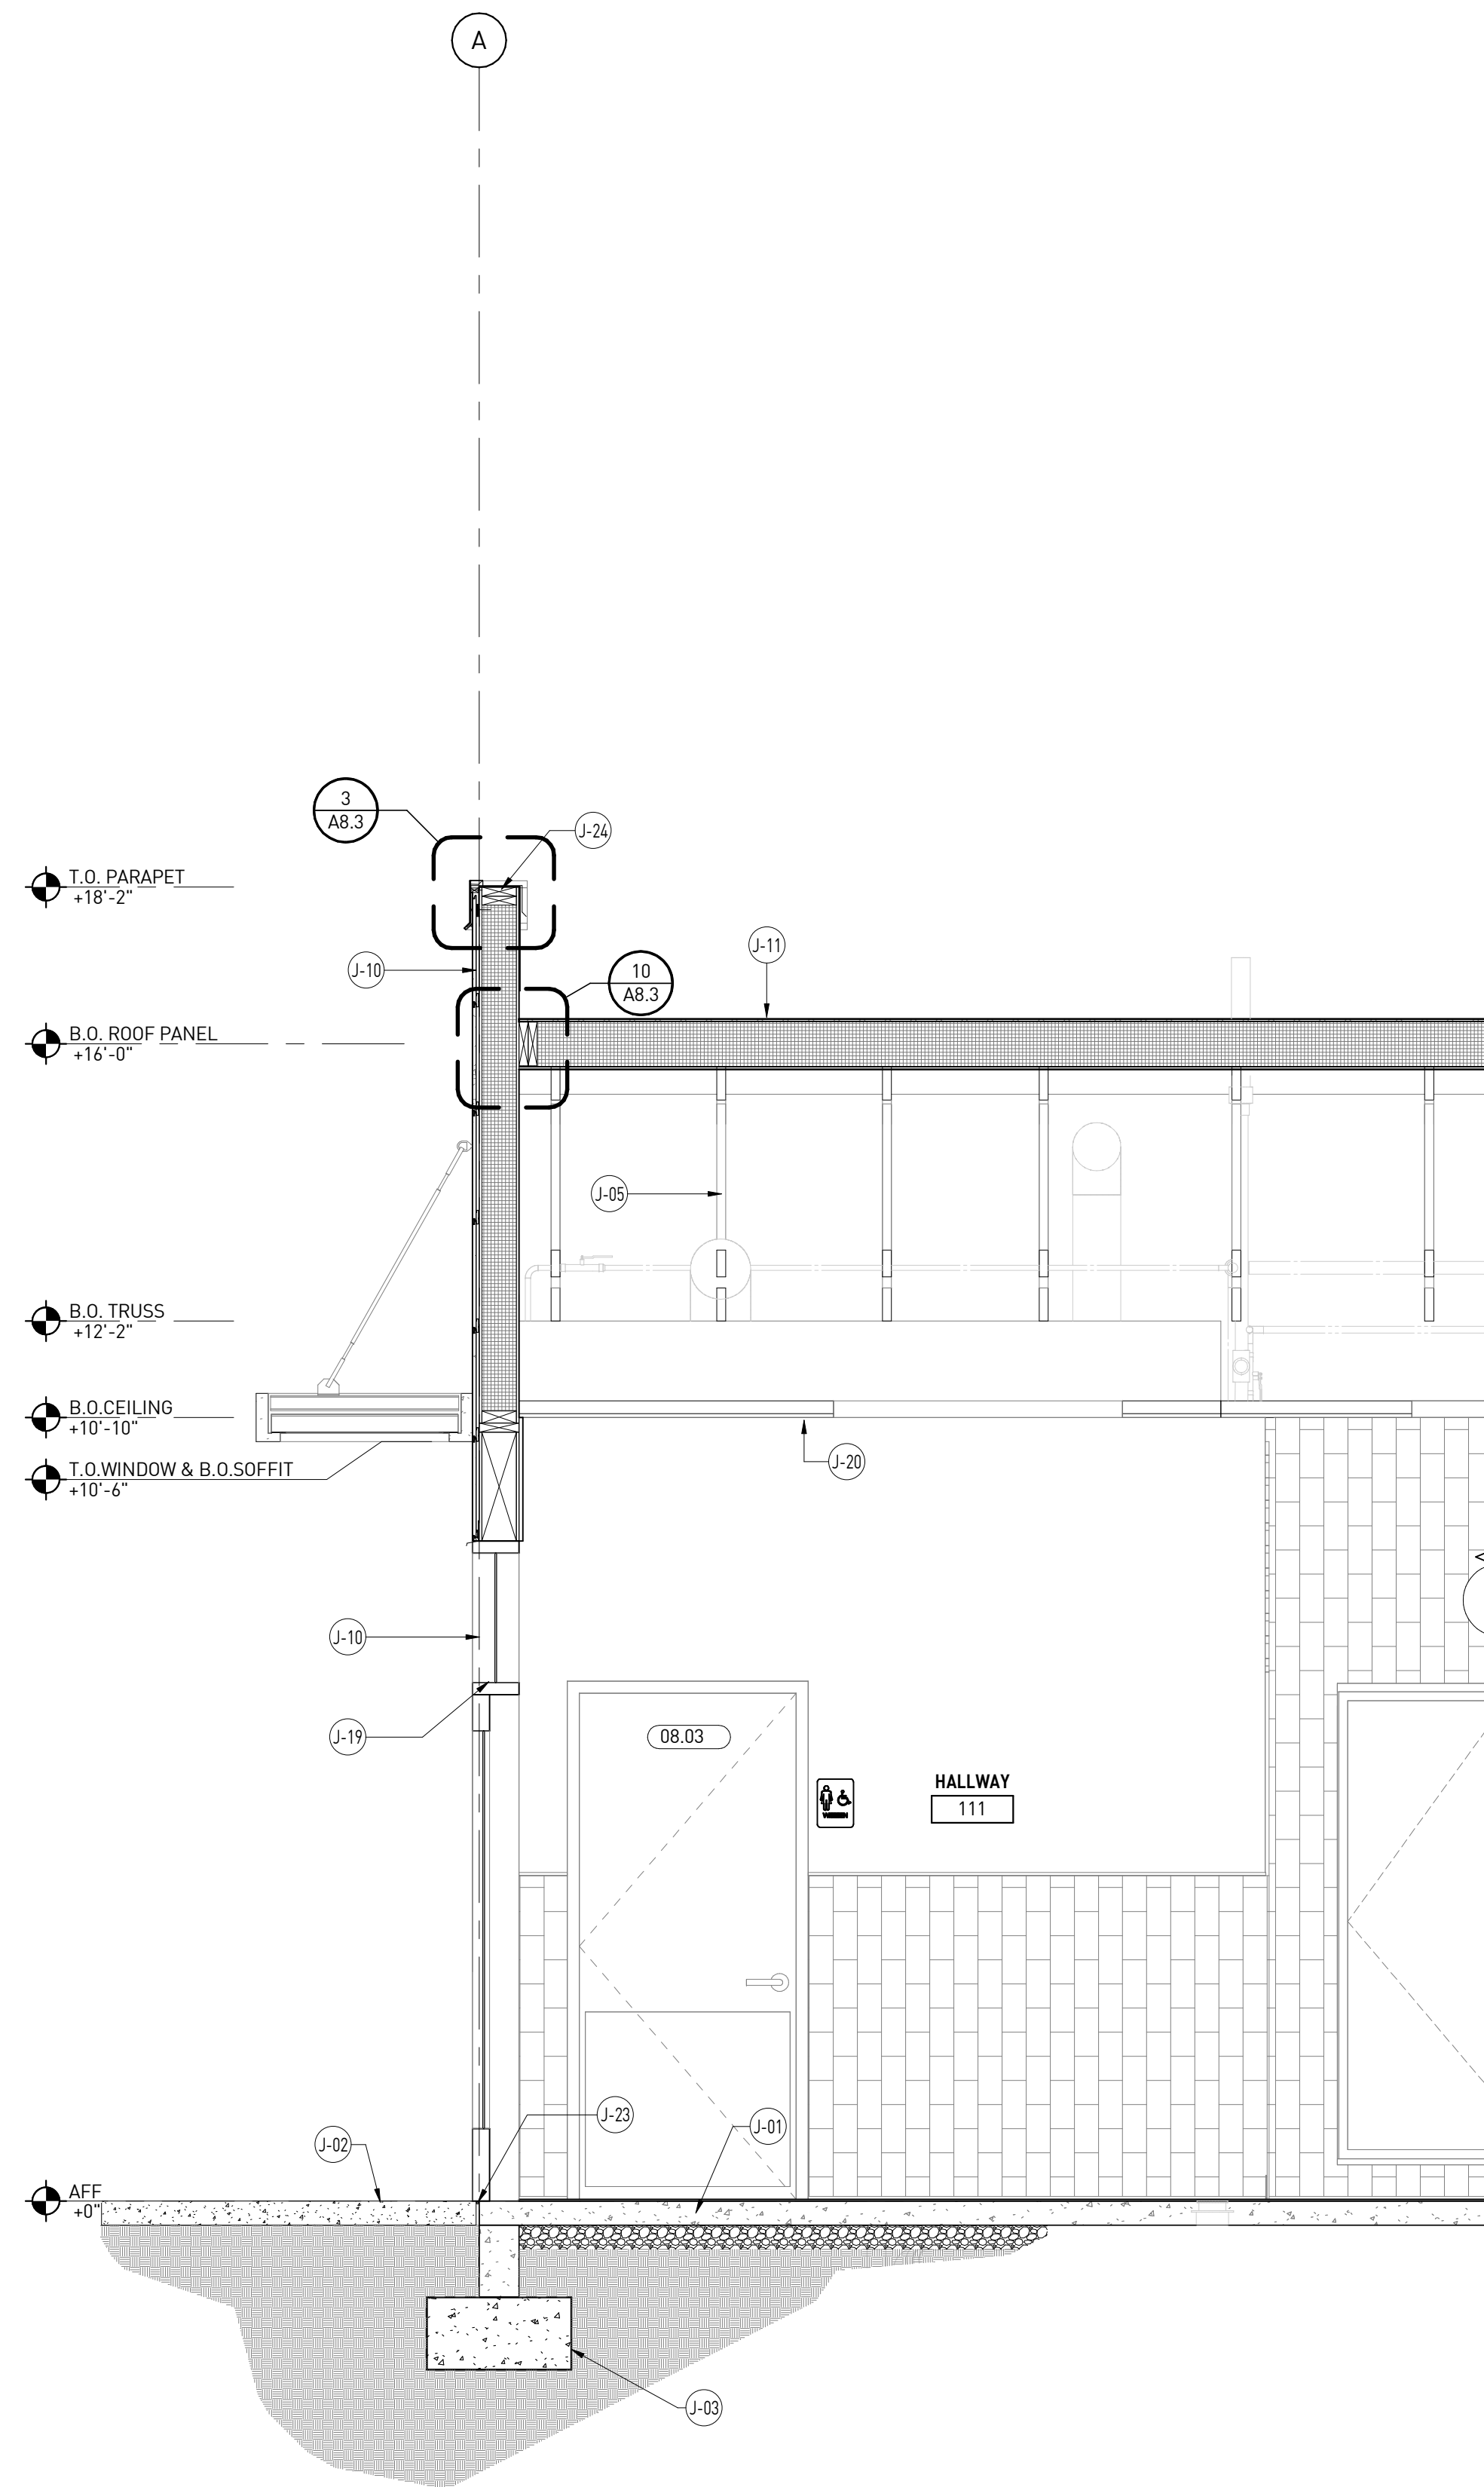 A
3
A8.3
J-24
T.O. PARAPET
+18'-2"
J-11
J-10
10
A8.3
B.O. ROOF PANEL
+16'-0"
J-05
B.O. TRUSS
+12'-2"
B.O.CEILING
+10'-10"
J-20
T.O.WINDOW & B.O.SOFFIT
+10'-6"
J-10
J-19
08.03
HALLWAY
111
J-23
J-01
J-02
AFF
+0"
J-03